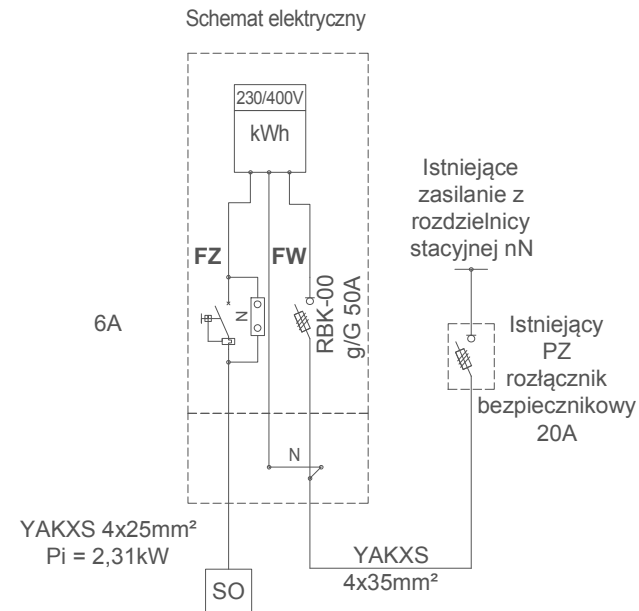 Schemat elektryczny
230/400V
kWh
Istniejące
zasilanie z
rozdzielnicy
stacyjnej nN
FZ
FW
N
RBK-00
g/G 50A
6A
Istniejący
PZ
rozłącznik
bezpiecznikowy
20A
N
YAKXS 4x25mm²
Pi = 2,31kW
SO
YAKXS
4x35mm²